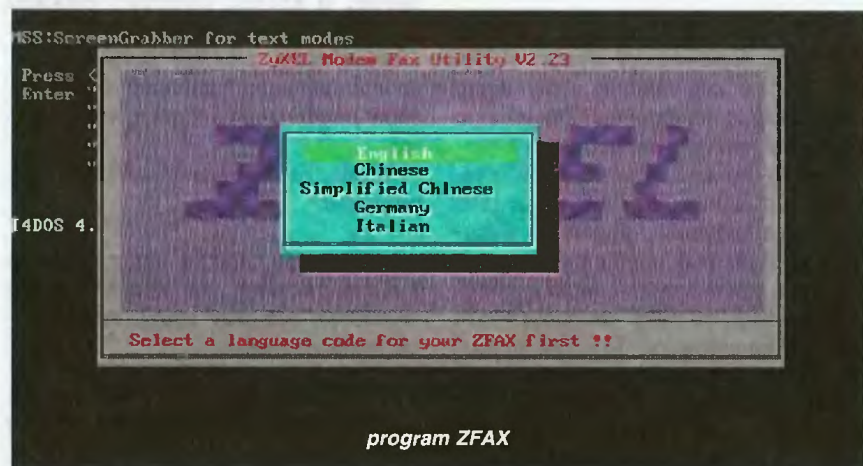 MSS:ScreenGrabber for text modes
ZyXEL Modem Fax Utility V2.23
Press <
Enter "
English
Chinese
Simplified Chinese
Germany
Italian
[4DOS 4.
Select a language code for your ZFAX first !!
program ZFAX